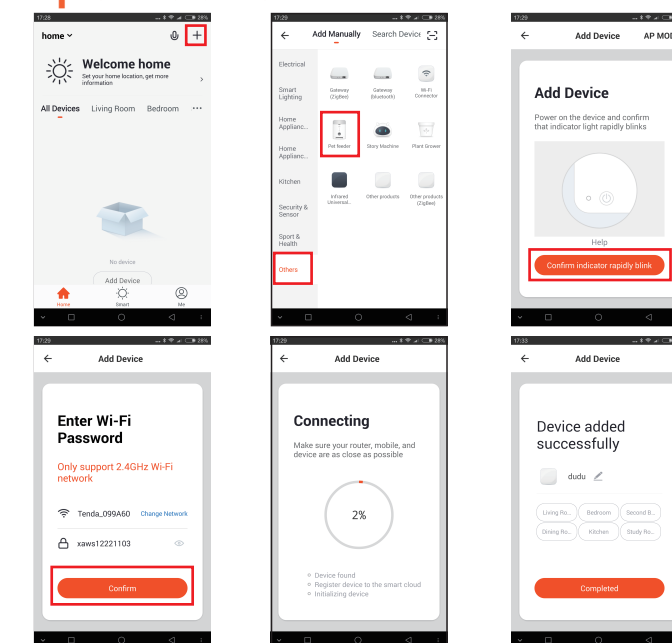 17:28
28%
home
Welcome home
Set your home location, get more
information
All Devices Living Room Bedroom ...
No device
Add Device
Home Smart Me
17:29
28%
Add Manually Search Device
Electrical
Smart
Lighting
Home
Applianc...
Home
Applianc...
Kitchen
Security &
Sensor
Sport &
Health
Others
Gateway
(ZigBee)
Gateway
(bluetooth)
Wi-Fi
Connector
Pet feeder
Story Machine
Plant Grower
Infrared
Universal...
Other products
Other products
(ZigBee)
17:29
Add Device AP MOD
Add Device
Power on the device and confirm
that indicator light rapidly blinks
Help
Confirm indicator rapidly blink
17:29
28%
Add Device
Enter Wi-Fi
Password
Only support 2.4GHz Wi-Fi
network
Tenda_099A60 Change Network
xaws12221103
Confirm
17:29
28%
Add Device
Connecting
Make sure your router, mobile, and
device are as close as possible
2%
Device found
Register device to the smart cloud
Initializing device
17:33
Add Device
Device added
successfully
dudu
Living Ro... Bedroom Second B...
Dining Ro... Kitchen Study Ro...
Completed